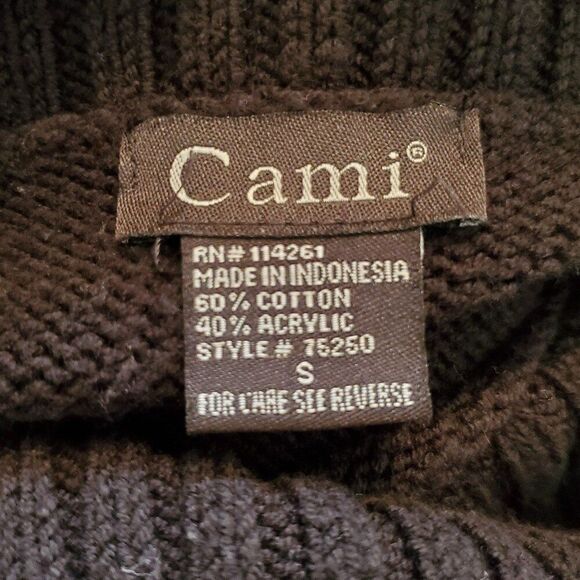 Cami®
RN# 114261
MADE IN INDONESIA
60% COTTON
40% ACRYLIC
STYLE# 75250
S
FOR CARE SEE REVERSE